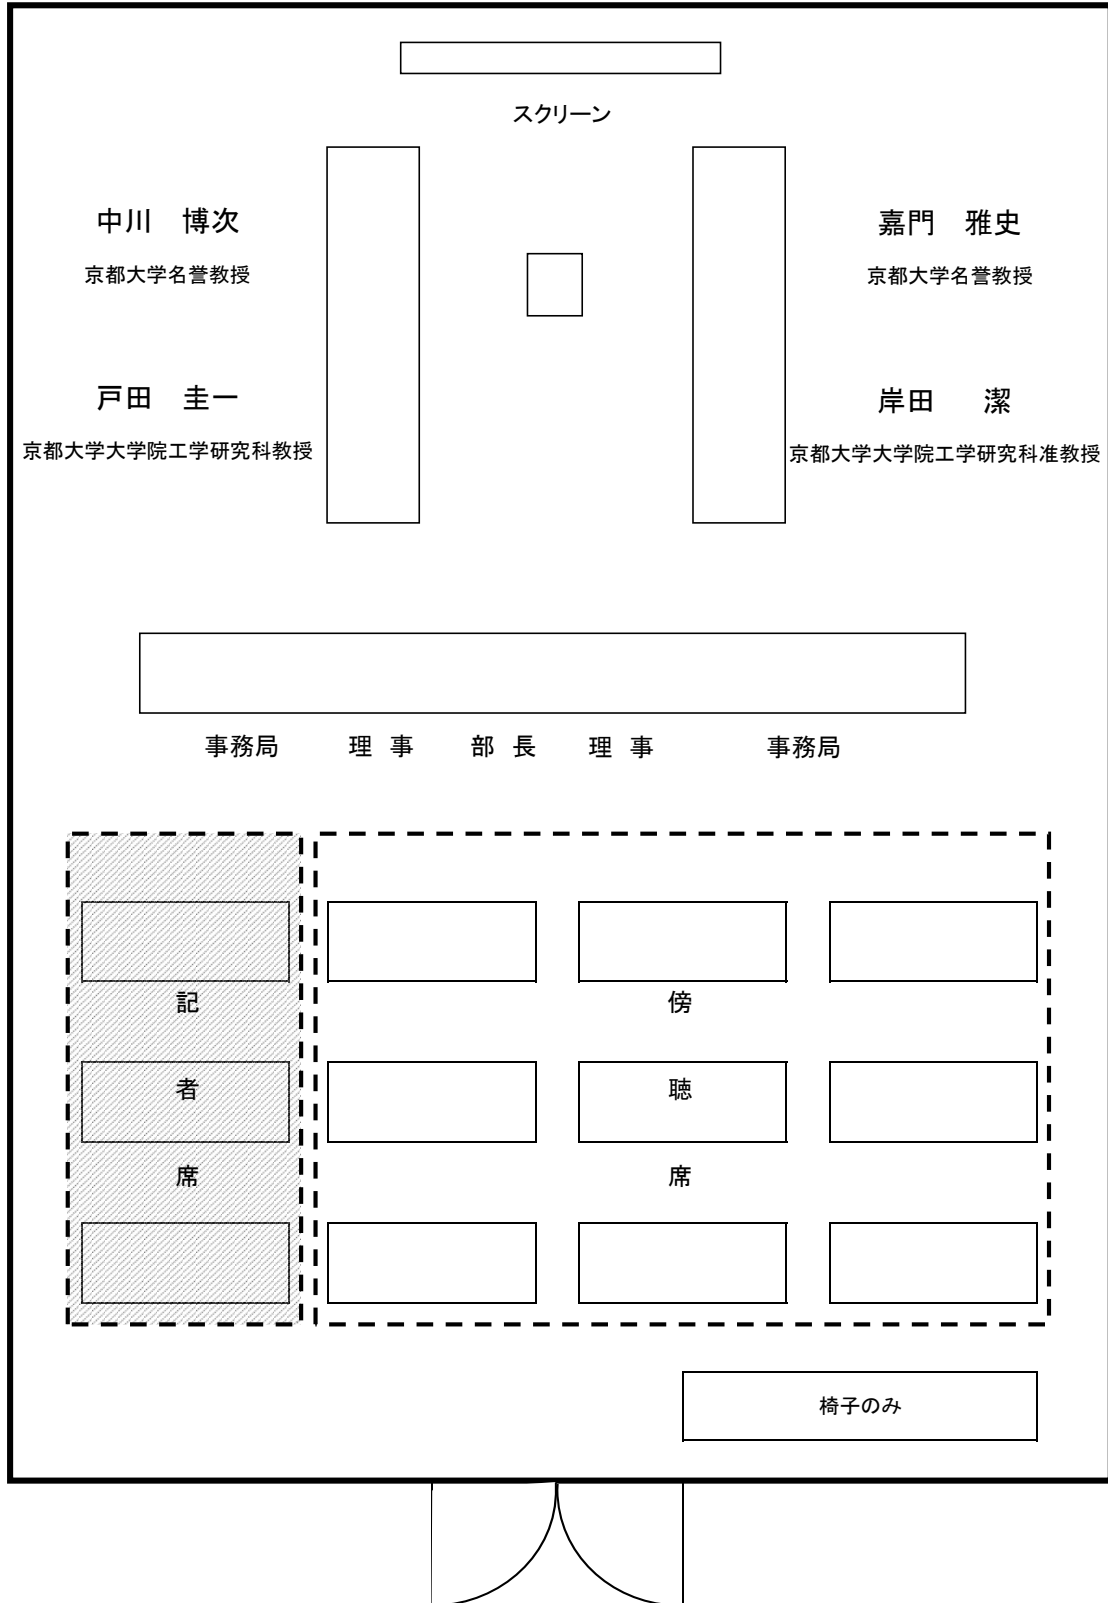 スクリーン
中川　博次
京都大学名誉教授
嘉門　雅史
京都大学名誉教授
戸田　圭一
京都大学大学院工学研究科教授
岸田　潔
京都大学大学院工学研究科准教授
事務局　理 事　部 長　理 事　事務局
記者席
傍聴席
椅子のみ